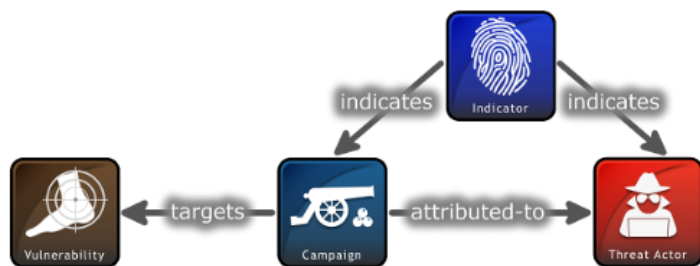 Indicator
indicates indicates
targets attributed-to
Vulnerability Campaign Threat Actor